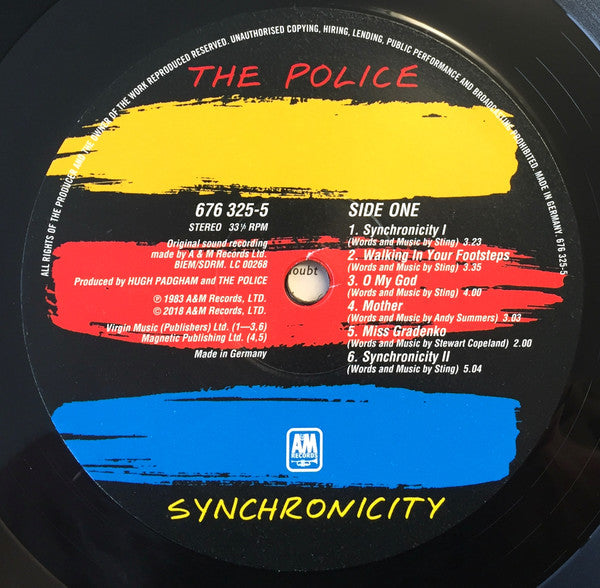 ALL RIGHTS OF THE PRODUCER AND THE OWNER OF THE WORK REPRODUCED RESERVED. UNAUTHORISED COPYING, HIRING, LENDING, PUBLIC PERFORMANCE AND BROADCASTING PROHIBITED. MADE IN GERMANY. 676 325-5
THE POLICE
676 325-5
STEREO 33⅓ RPM
Original sound recording
made by A & M Records Ltd.
BIEM/SDRM. LC 00268
Produced by HUGH PADGHAM and THE POLICE
℗ 1983 A&M Records, LTD.
© 2018 A&M Records, LTD.
Virgin Music (Publishers) Ltd. (1—3,6)
Magnetic Publishing Ltd. (4,5)
Made in Germany
oubt
SIDE ONE
1. Synchronicity I
(Words and Music by Sting) 3.23
2. Walking In Your Footsteps
(Words and Music by Sting) 3.35
3. O My God
(Words and Music by Sting) 4.00
4. Mother
(Words and Music by Andy Summers) 3.03
5. Miss Gradenko
(Words and Music by Stewart Copeland) 2.00
6. Synchronicity II
(Words and Music by Sting) 5.04
A&M
RECORDS
SYNCHRONICITY